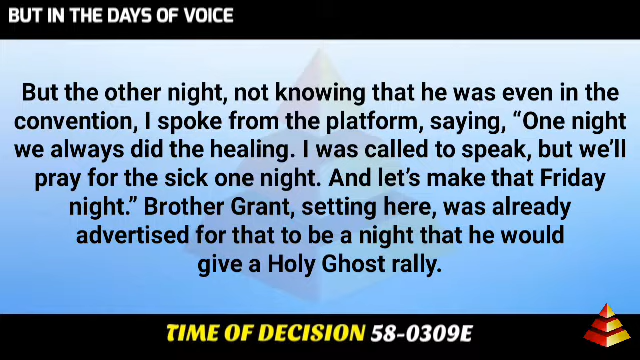 BUT IN THE DAYS OF VOICE
But the other night, not knowing that he was even in the
convention, I spoke from the platform, saying, “One night
we always did the healing. I was called to speak, but we’ll
pray for the sick one night. And let’s make that Friday
night.” Brother Grant, setting here, was already
advertised for that to be a night that he would
give a Holy Ghost rally.
TIME OF DECISION 58-0309E